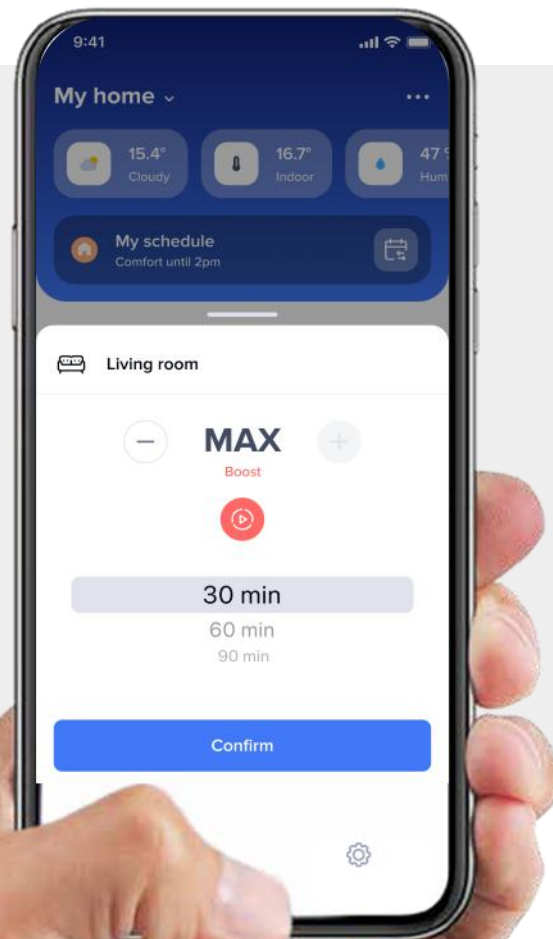 9:41
My home
15.4°
Cloudy
16.7°
Indoor
47
Hum
My schedule
Comfort until 2pm
Living room
MAX
Boost
30 min
60 min
90 min
Confirm